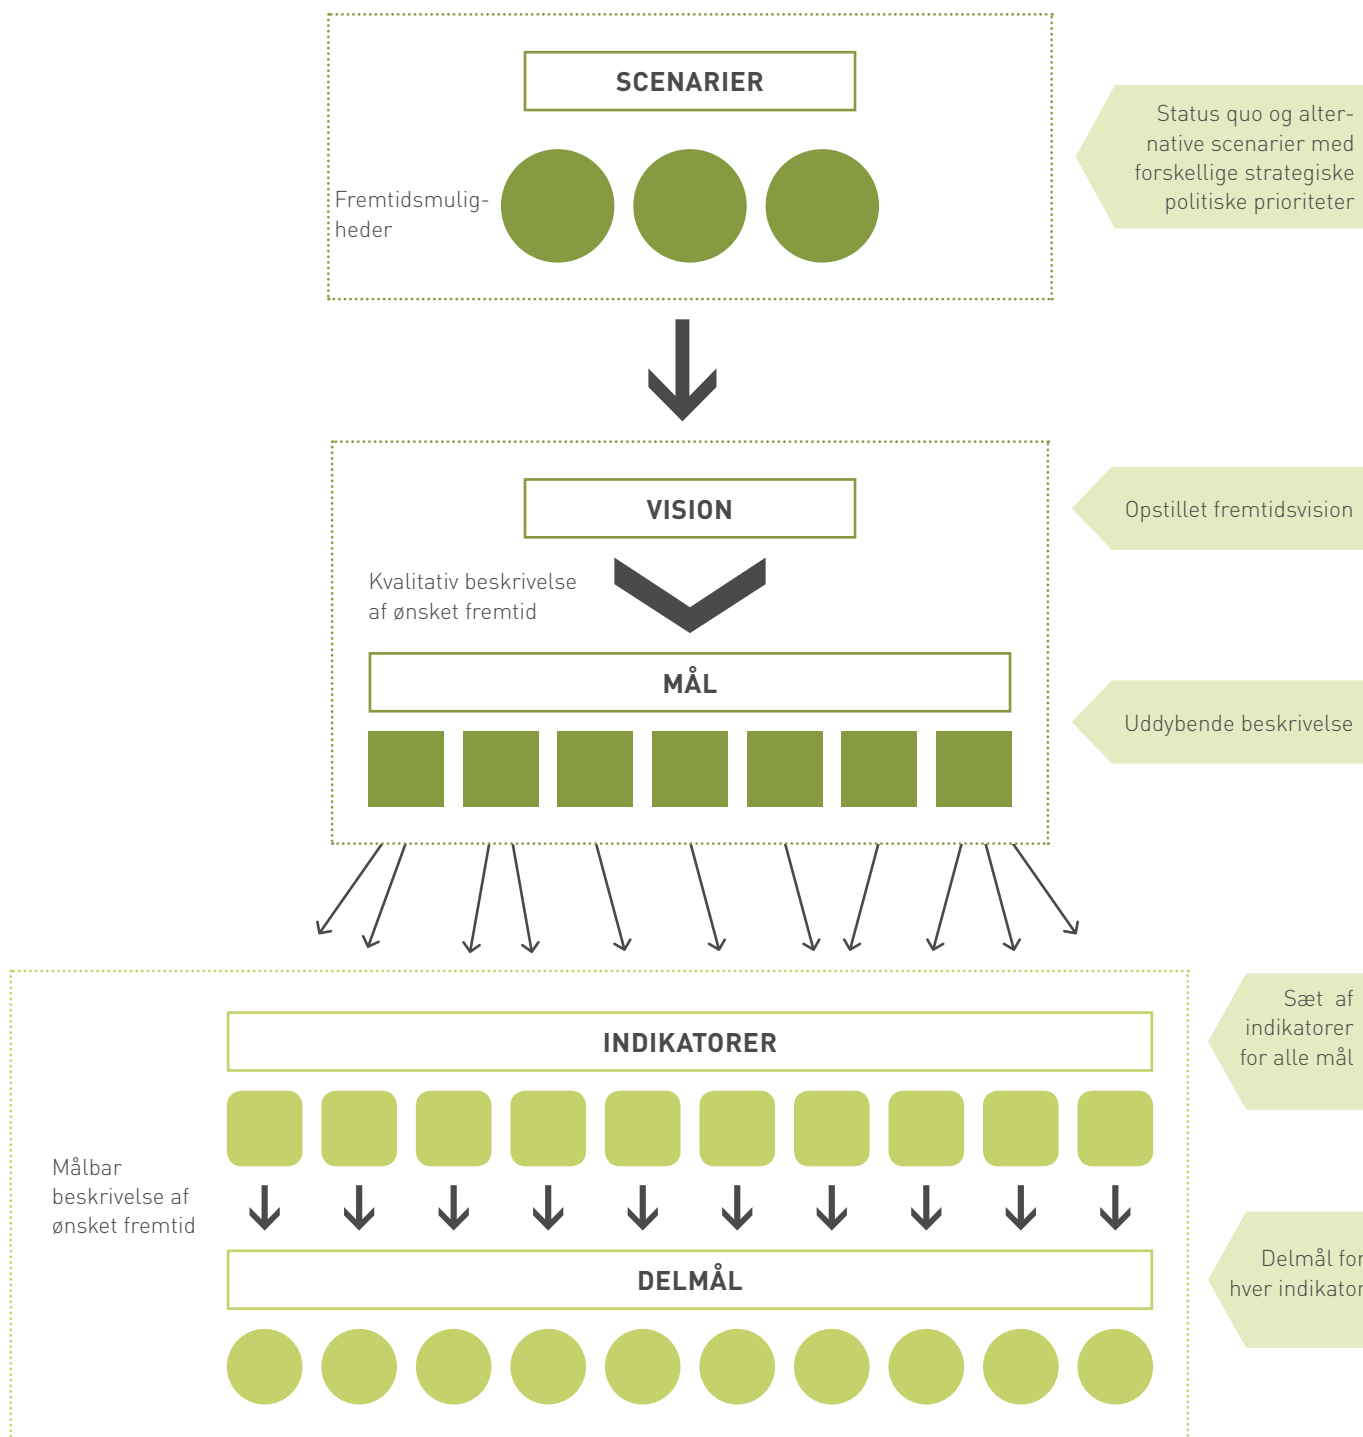 SCENARIER
Fremtidsmulig-
heder
Status quo og alter-
native scenarier med
forskellige strategiske
politiske prioriteter
VISION
Opstillet fremtidsvision
Kvalitativ beskrivelse
af ønsket fremtid
MÅL
Uddybende beskrivelse
INDIKATORER
Sæt af
indikatorer
for alle mål
Målbar
beskrivelse af
ønsket fremtid
DELMÅL
Delmål for
hver indikator